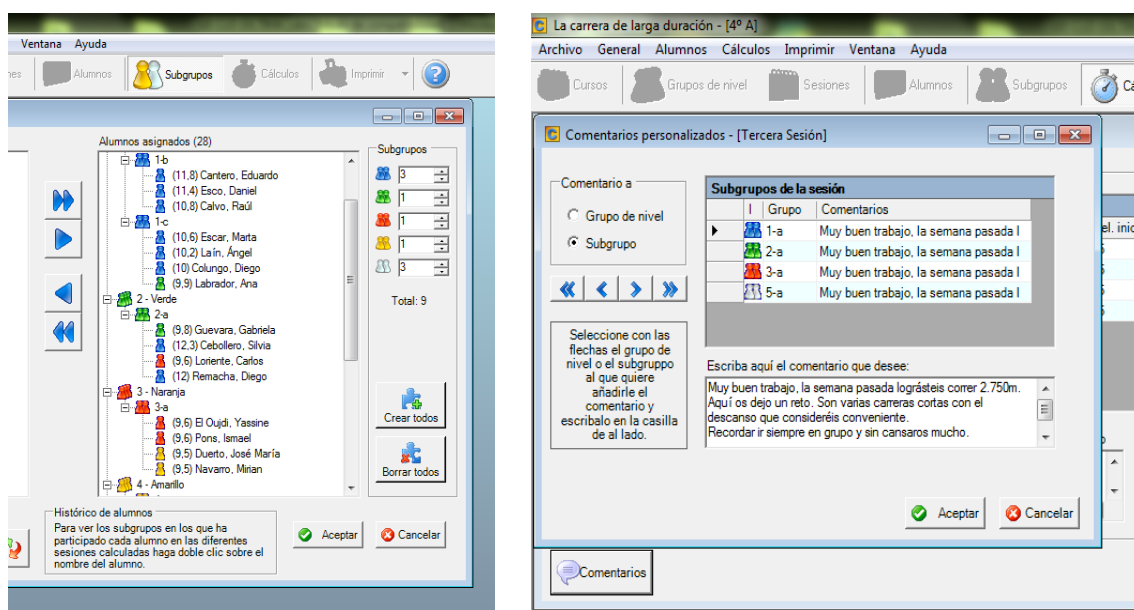 Ventana Ayuda
nes Alumnos Subgrupos Cálculos Imprimir
Alumnos asignados (28)
1-b
(11,8) Cantero, Eduardo
(11,4) Esco, Daniel
(10,8) Calvo, Raúl
1-c
(10,6) Escar, Marta
(10,2) Laín, Ángel
(10) Colungo, Diego
(9,9) Labrador, Ana
2 - Verde
2-a
(9,8) Guevara, Gabriela
(12,3) Cebollero, Silvia
(9,6) Loriente, Carlos
(12) Remacha, Diego
3 - Naranja
3-a
(9,6) El Oujdi, Yassine
(9,6) Pons, Ismael
(9,5) Duerto, José María
(9,5) Navarro, Mirian
4 - Amarillo
Subgrupos
3
1
1
1
3
Total: 9
Crear todos
Borrar todos
Histórico de alumnos
Para ver los subgrupos en los que ha
participado cada alumno en las diferentes
sesiones calculadas haga doble clic sobre el
nombre del alumno.
Aceptar Cancelar
La carrera de larga duración - [4º A]
Archivo General Alumnos Cálculos Imprimir Ventana Ayuda
Cursos Grupos de nivel Sesiones Alumnos Subgrupos Cá
Comentarios personalizados - [Tercera Sesión]
Comentario a
Grupo de nivel
Subgrupo
Seleccione con las
flechas el grupo de
nivel o el subgruppo
al que quiere
añadirle el
comentario y
escribalo en la casilla
de al lado.
Subgrupos de la sesión
I Grupo Comentarios
1-a Muy buen trabajo, la semana pasada l
2-a Muy buen trabajo, la semana pasada l
3-a Muy buen trabajo, la semana pasada l
5-a Muy buen trabajo, la semana pasada l
Escriba aquí el comentario que desee:
Muy buen trabajo, la semana pasada lográsteis correr 2.750m.
Aquí os dejo un reto. Son varias carreras cortas con el
descanso que consideréis conveniente.
Recordar ir siempre en grupo y sin cansaros mucho.
Aceptar Cancelar
el. inic
Comentarios